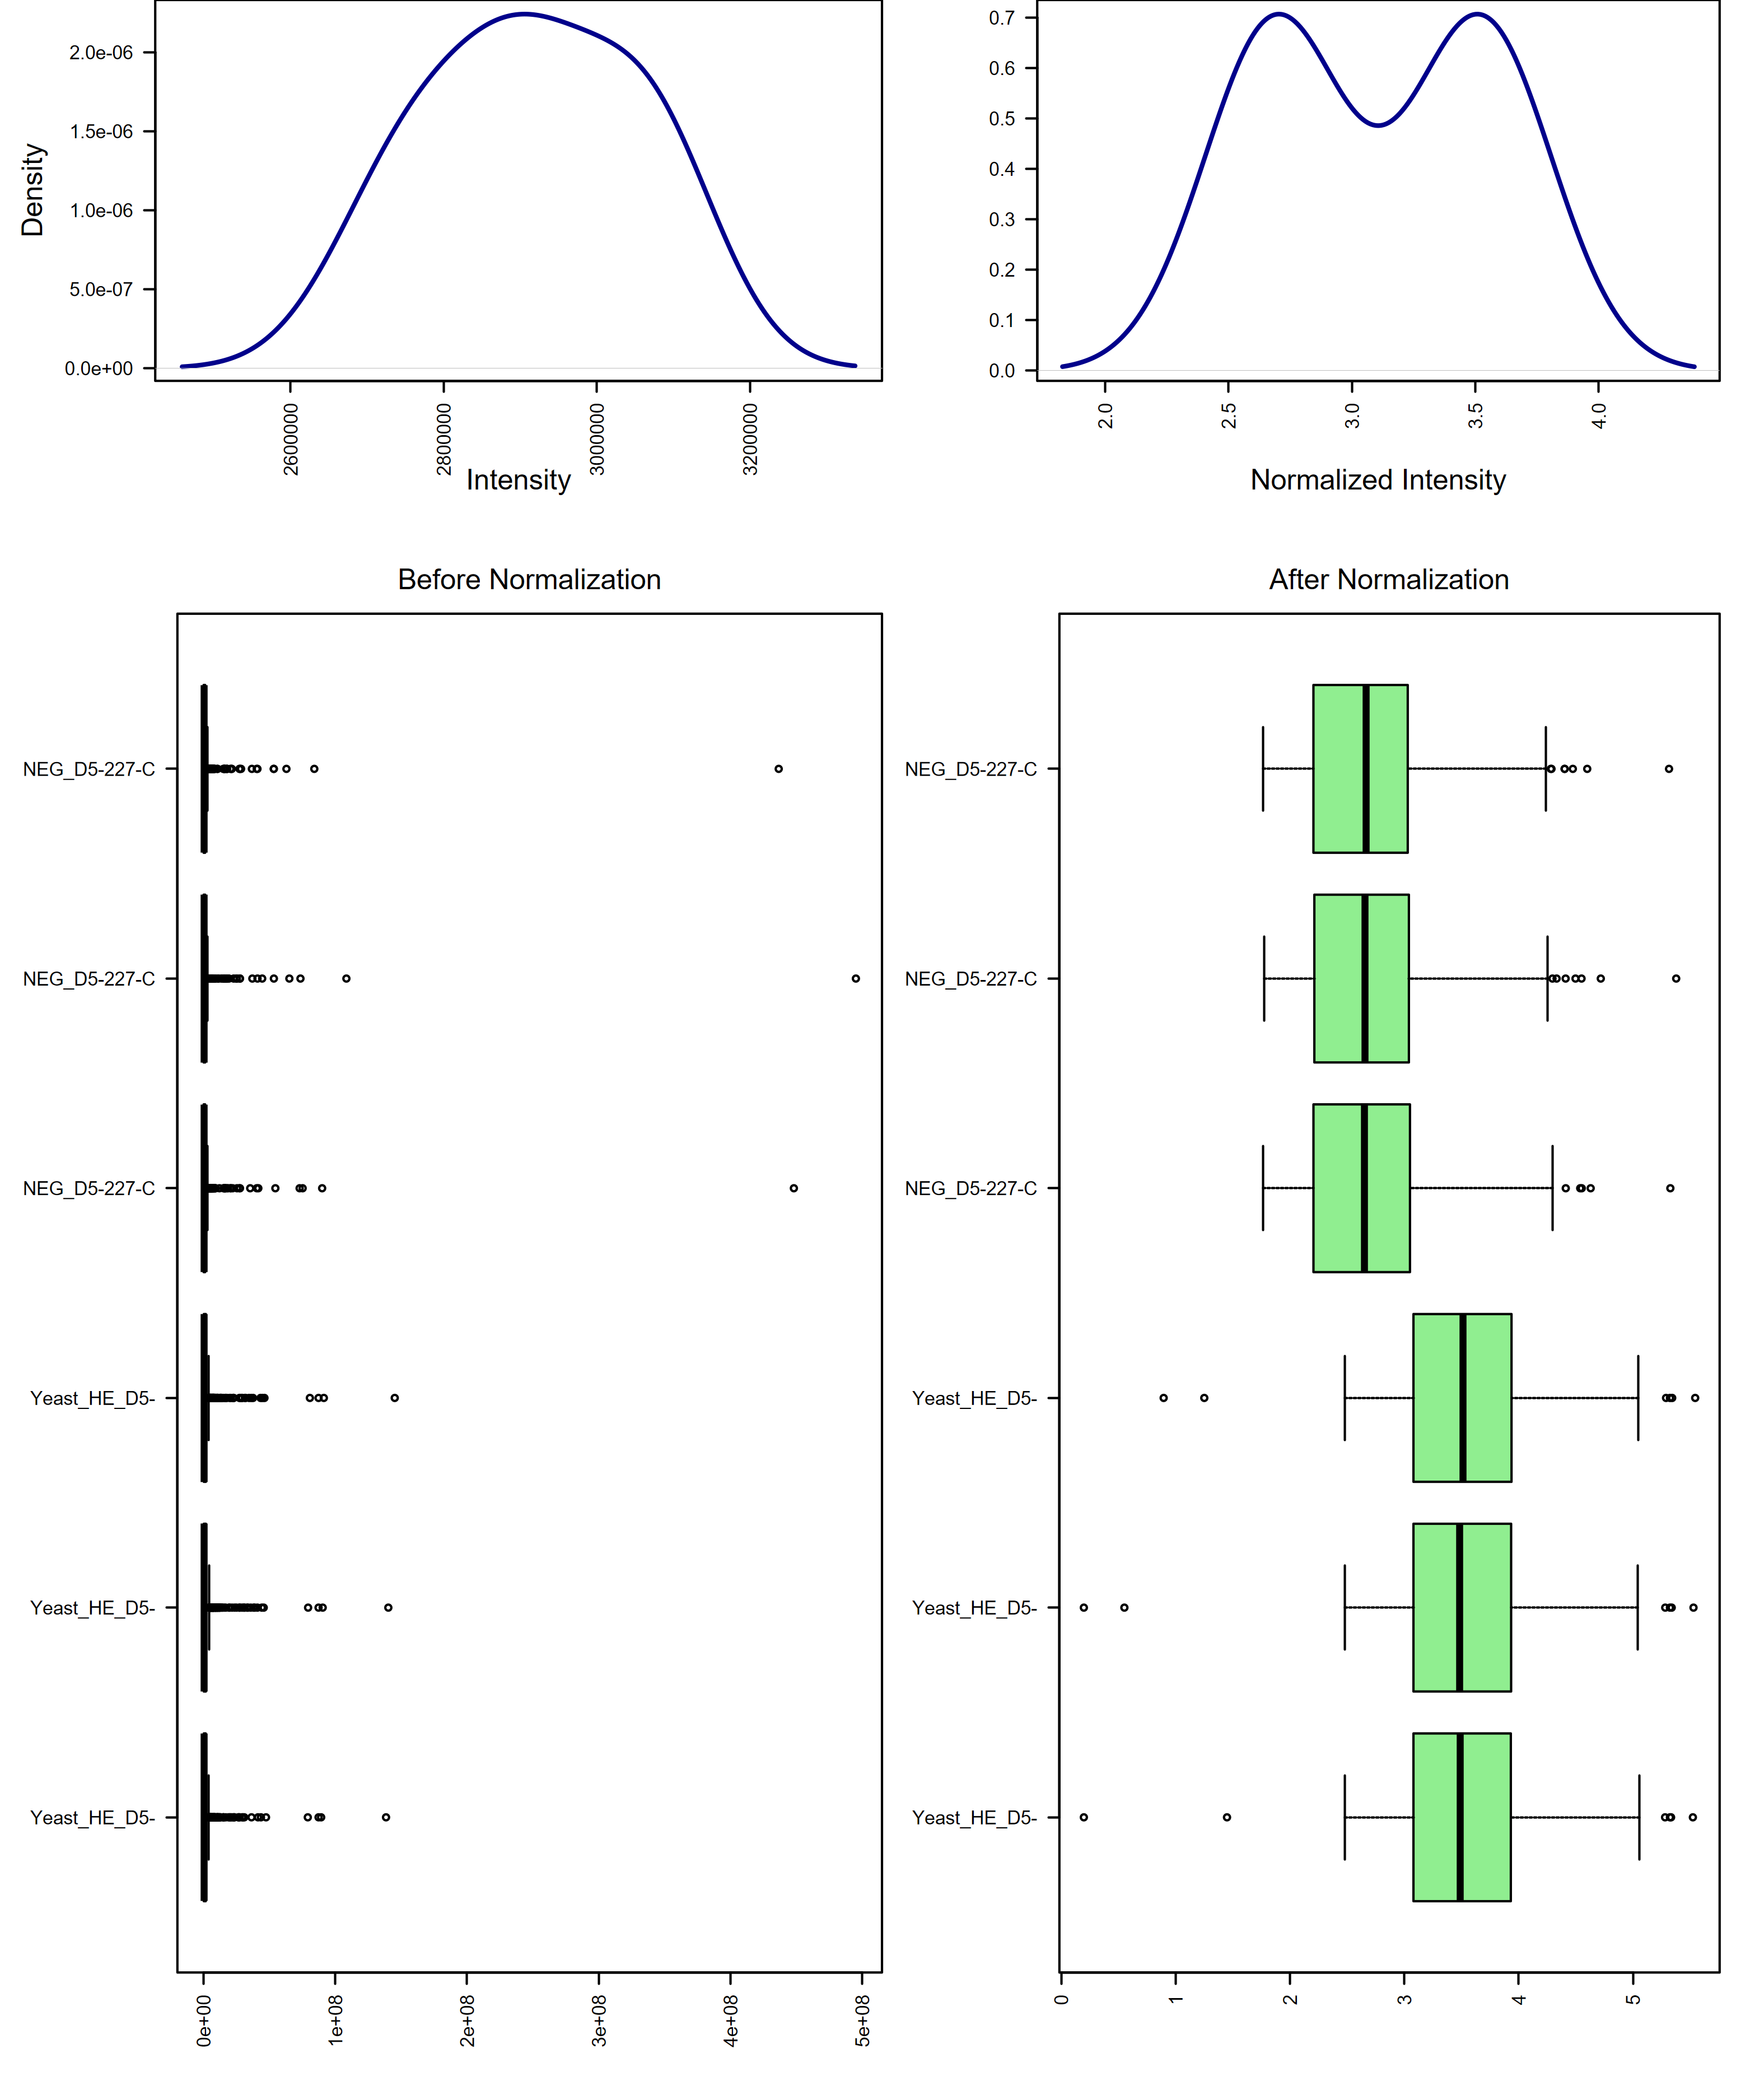 Density
2.0e-06
1.5e-06
1.0e-06
5.0e-07
0.0e+00
2600000
2800000
3000000
3200000
Intensity
0.7
0.6
0.5
0.4
0.3
0.2
0.1
0.0
2.0
2.5
3.0
3.5
4.0
Normalized Intensity
Before Normalization
NEG_D5-227-C
NEG_D5-227-C
NEG_D5-227-C
Yeast_HE_D5-
Yeast_HE_D5-
Yeast_HE_D5-
0e+00
1e+08
2e+08
3e+08
4e+08
5e+08
After Normalization
NEG_D5-227-C
NEG_D5-227-C
NEG_D5-227-C
Yeast_HE_D5-
Yeast_HE_D5-
Yeast_HE_D5-
0
1
2
3
4
5